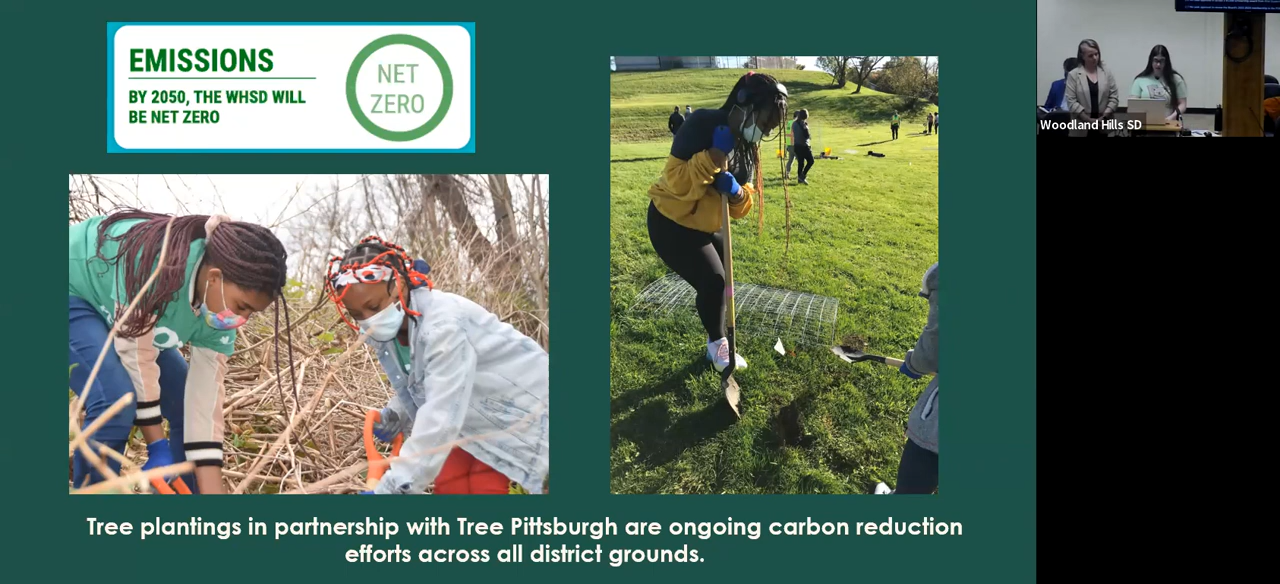 EMISSIONS
BY 2050, THE WHSD WILL
BE NET ZERO
NET
ZERO
Tree plantings in partnership with Tree Pittsburgh are ongoing carbon reduction
efforts across all district grounds.
Woodland Hills SD